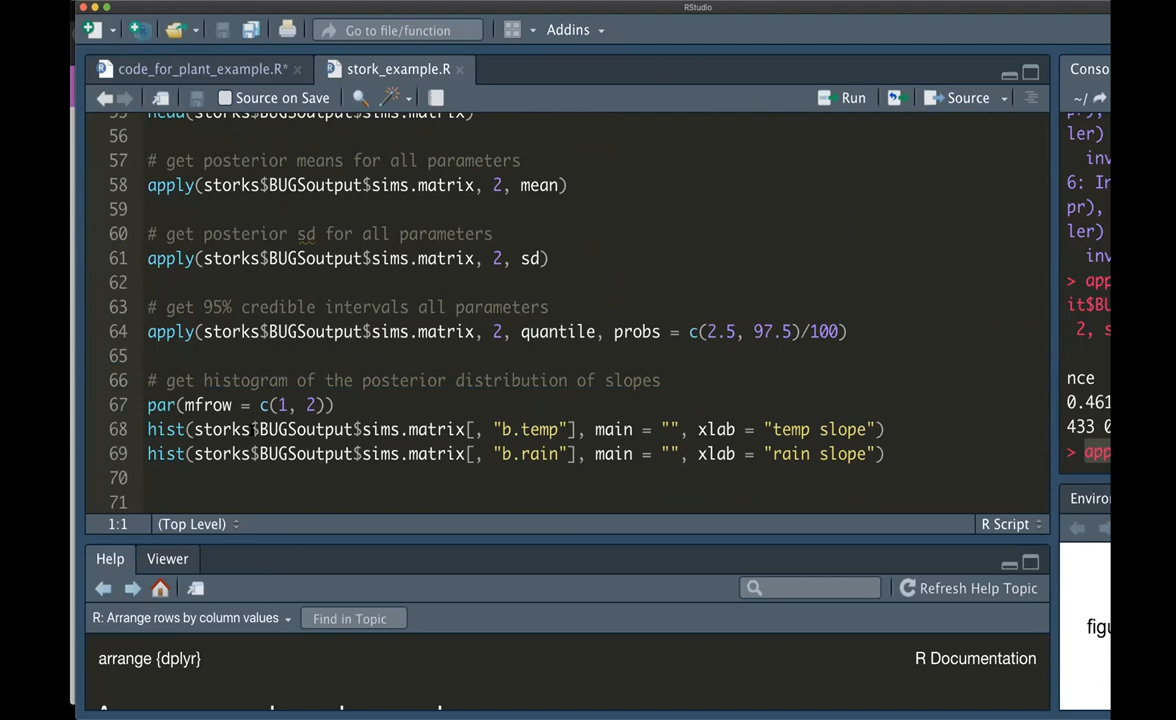 RStudio
Go to file/function
Addins
code_for_plant_example.R*
stork_example.R
Conso
Source on Save
Run
Source
~/
55 head(storks$BUGSoutput$sims.matrix)
56
57 # get posterior means for all parameters
58 apply(storks$BUGSoutput$sims.matrix, 2, mean)
59
60 # get posterior sd for all parameters
61 apply(storks$BUGSoutput$sims.matrix, 2, sd)
62
63 # get 95% credible intervals all parameters
64 apply(storks$BUGSoutput$sims.matrix, 2, quantile, probs = c(2.5, 97.5)/100)
65
66 # get histogram of the posterior distribution of slopes
67 par(mfrow = c(1, 2))
68 hist(storks$BUGSoutput$sims.matrix[, "b.temp"], main = "", xlab = "temp slope")
69 hist(storks$BUGSoutput$sims.matrix[, "b.rain"], main = "", xlab = "rain slope")
70
71
1:1
(Top Level)
R Script
pr),
ler)
inv
6: In
pr),
ler)
inv
> app
it$BU
2, s
nce
0.461
433 0
> app
Environ
Help
Viewer
Refresh Help Topic
R: Arrange rows by column values
Find in Topic
arrange {dplyr}
R Documentation
figu